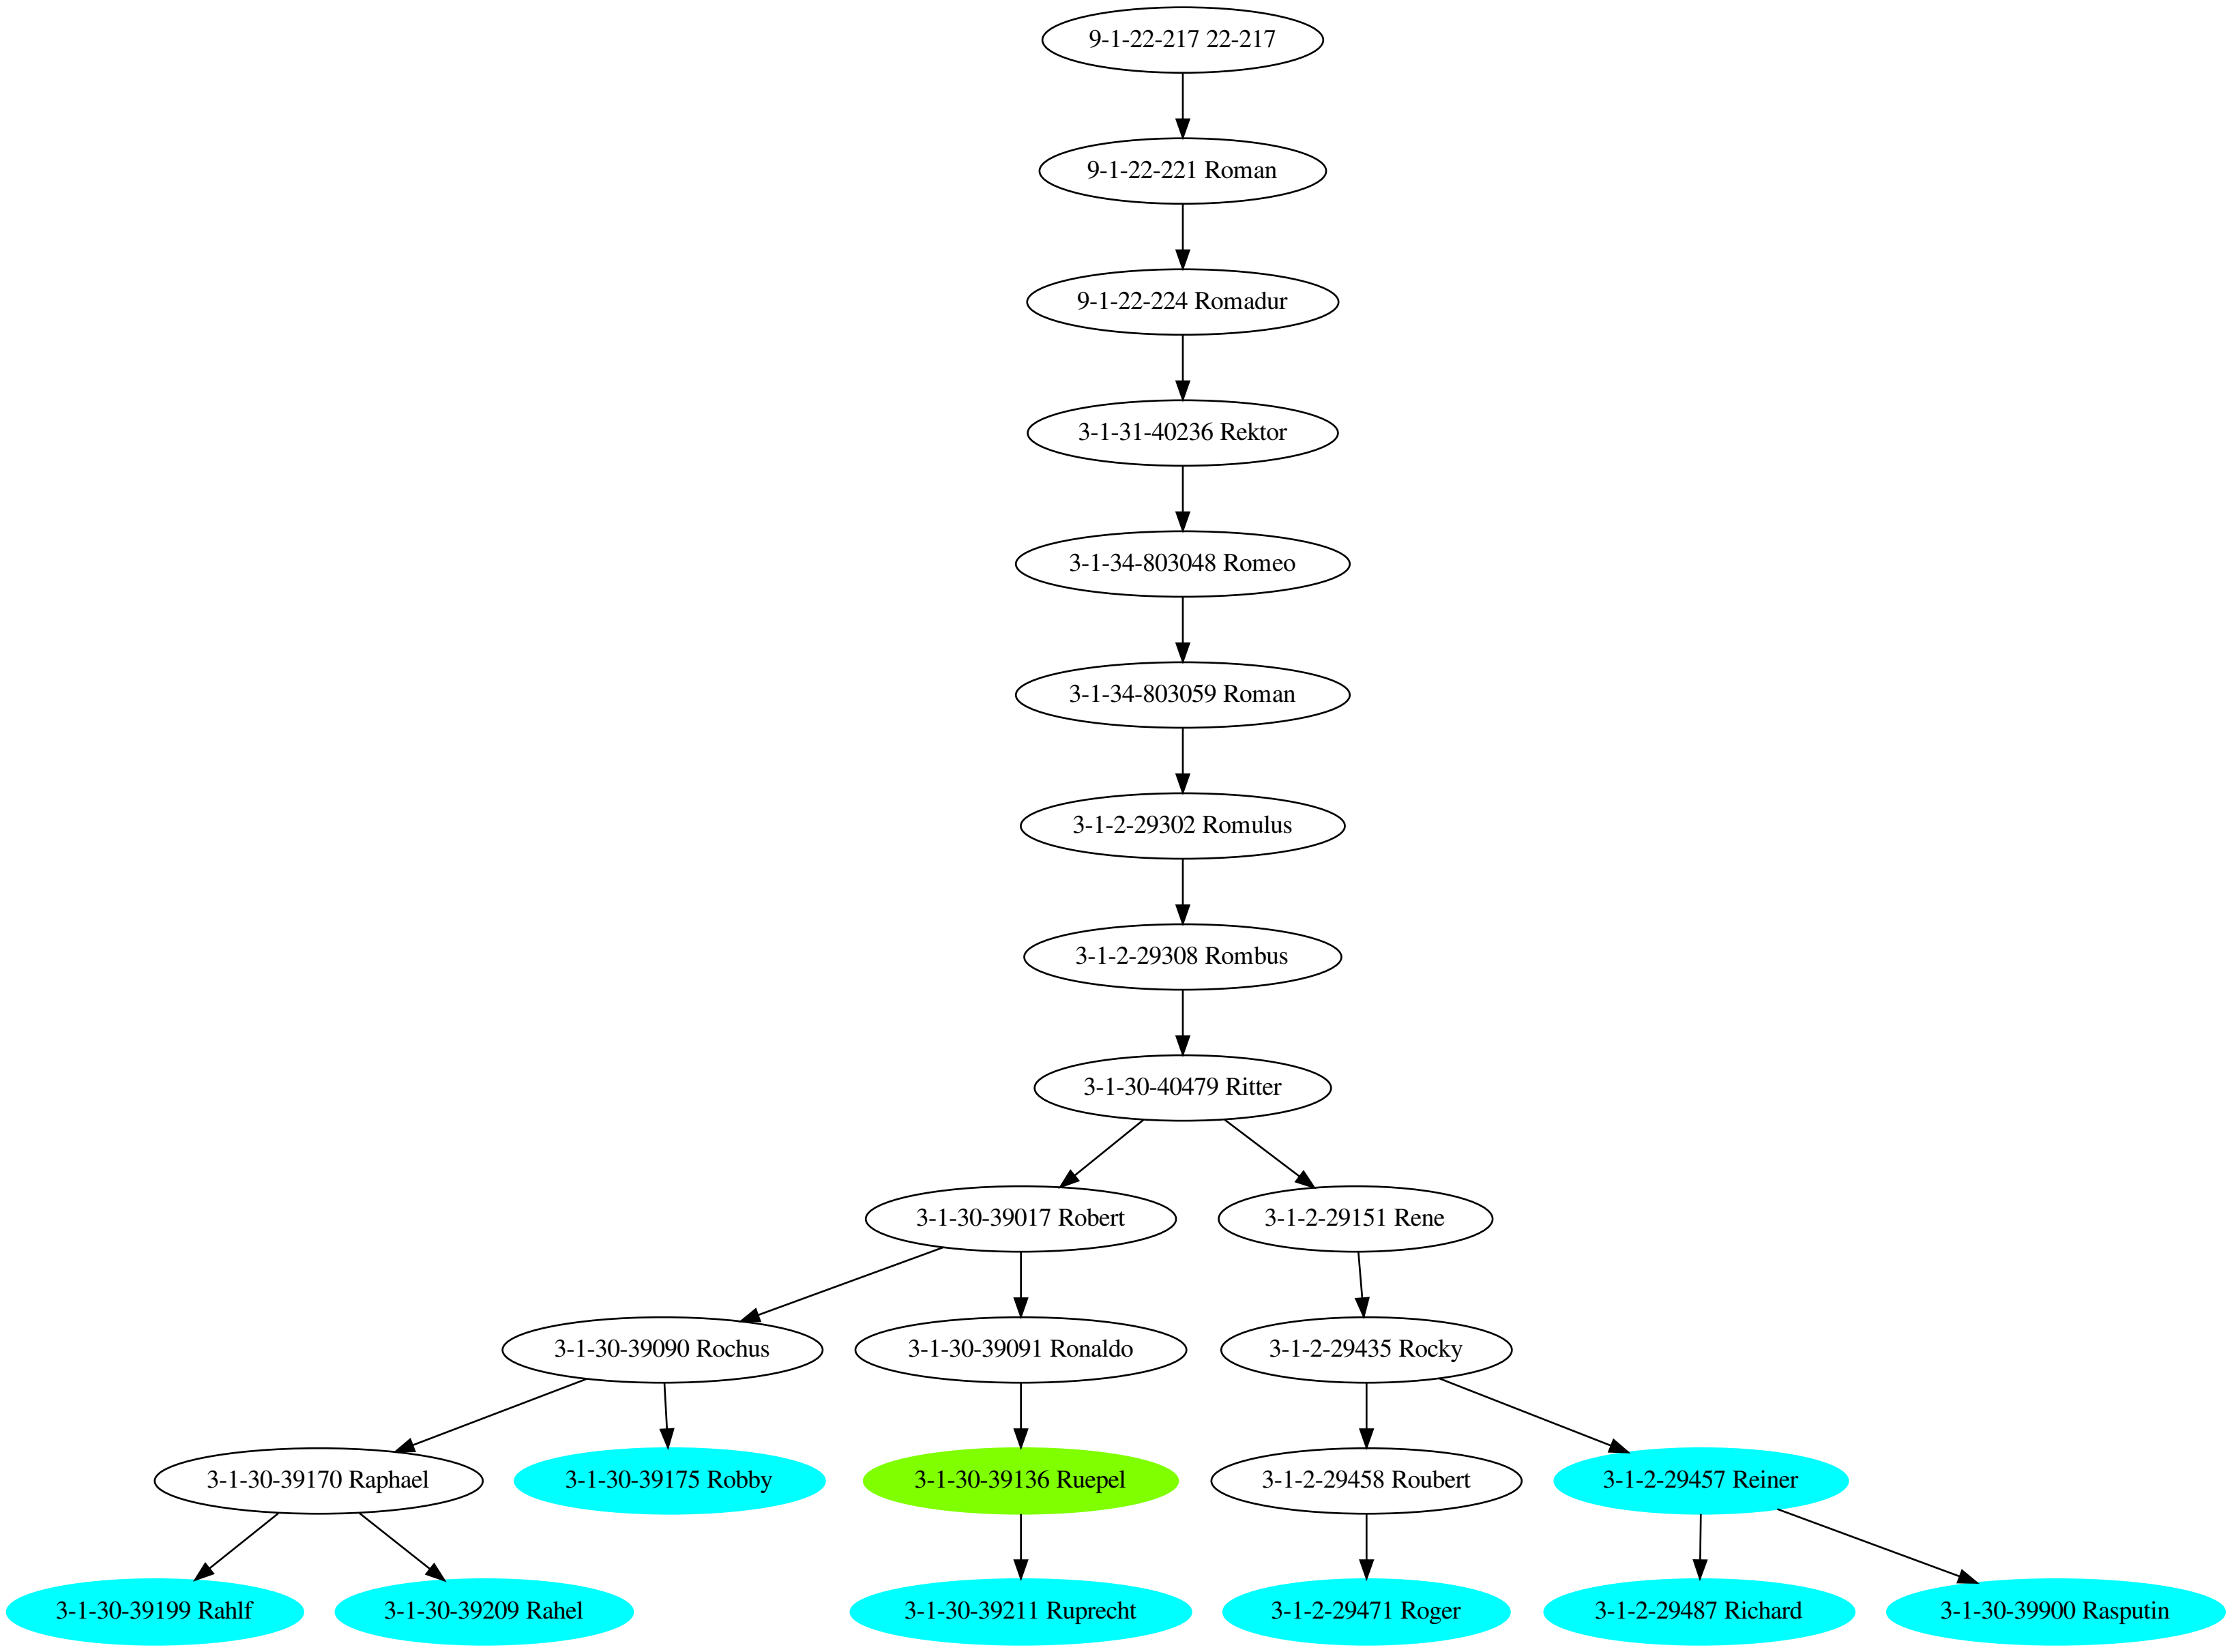 9-1-22-217 22-217
9-1-22-221 Roman
9-1-22-224 Romadur
3-1-31-40236 Rektor
3-1-34-803048 Romeo
3-1-34-803059 Roman
3-1-2-29302 Romulus
3-1-2-29308 Rombus
3-1-30-40479 Ritter
3-1-30-39017 Robert
3-1-2-29151 Rene
3-1-30-39090 Rochus
3-1-30-39091 Ronaldo
3-1-2-29435 Rocky
3-1-30-39170 Raphael
3-1-30-39175 Robby
3-1-30-39136 Ruepel
3-1-2-29458 Roubert
3-1-2-29457 Reiner
3-1-30-39199 Rahlf
3-1-30-39209 Rahel
3-1-30-39211 Ruprecht
3-1-2-29471 Roger
3-1-2-29487 Richard
3-1-30-39900 Rasputin